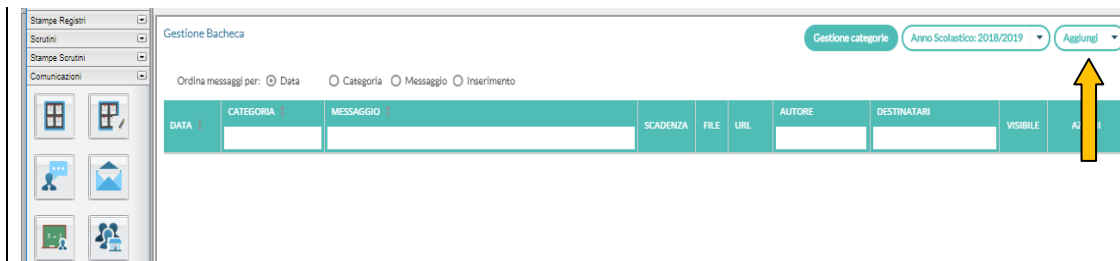 Stampe Registri
Scrutini
Stampe Scrutini
Comunicazioni
Gestione Bacheca
Gestione categorie
Anno Scolastico: 2018/2019
Aggiungi
Ordina messaggi per: Data Categoria Messaggio Inserimento
DATA CATEGORIA MESSAGGIO SCADENZA FILE URL AUTORE DESTINATARI VISIBILE